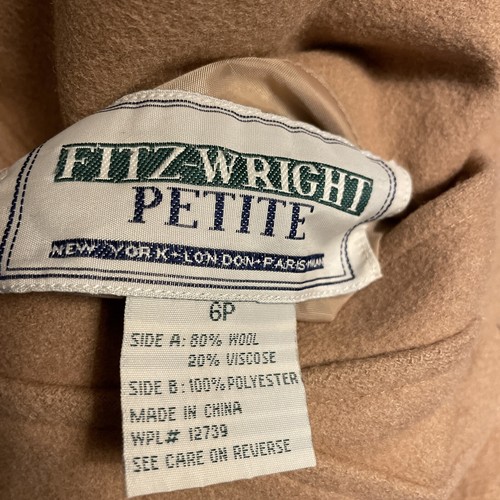 FITZ-WRIGHT
PETITE
NEW YORK-LONDON-PARIS-MILAN
6P
SIDE A: 80% WOOL
20% VISCOSE
SIDE B: 100% POLYESTER
MADE IN CHINA
WPL# 12739
SEE CARE ON REVERSE